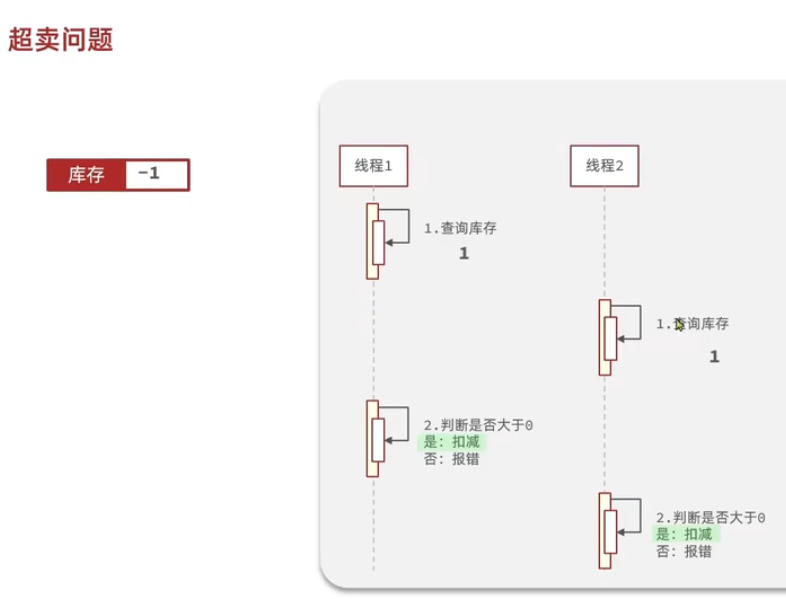 超卖问题
库存 -1
线程1
线程2
1.查询库存
1
1.查询库存
1
2.判断是否大于0
是：扣减
否：报错
2.判断是否大于0
是：扣减
否：报错